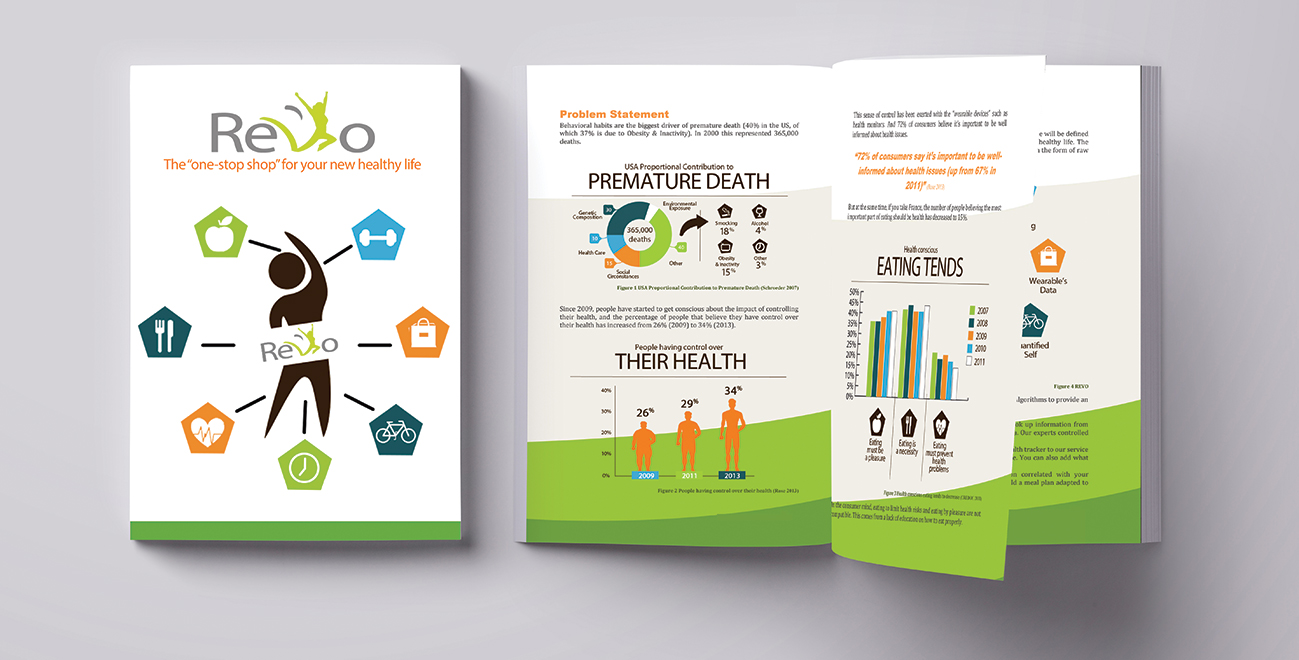 Revo
The “one-stop shop” for your new healthy life
Revo
Problem Statement
Behavioral habits are the biggest driver of premature death (40% in the US, of
which 37% is due to Obesity & Inactivity). In 2000 this represented 365,000
deaths.
USA Proportional Contribution to
PREMATURE DEATH
Genetic
Composition
30
Environmental
Exposure
365,000
deaths
Health Care
10
15
Social
Circonstances
40
Other
Smocking
18%
Alcohol
4%
Obesity
& Inactivity
15%
Other
3%
Figure 1 USA Proportional Contribution to Premature Death (Schroeder 2007)
Since 2009, people have started to get conscious about the impact of controlling
their health, and the percentage of people that believe they have control over
their health has increased from 26% (2009) to 34% (2013).
People having control over
THEIR HEALTH
40%
30%
20%
10%
0%
26%
29%
34%
2009
2011
2013
Figure 2 People having control over their health (Rose 2013)
This sense of control has been exerted with the "wearable devices" such as
health monitors. And 72% of consumers believe it's important to be well
informed about health issues.
“72% of consumers say it's important to be well-
informed about health issues (up from 67% in
2011)” (Rose 2013).
But at the same time, if you take France, the number of people believing the most
important part of eating should be health has decreased to 15%.
Health conscious
EATING TENDS
50%
45%
40%
35%
30%
25%
20%
15%
10%
5%
0%
2007
2008
2009
2010
2011
Eating
must be
a pleasure
Eating is
a necessity
Eating
must prevent
health
problems
Figure 3 Health conscious eating tends to decrease
the consumer mind, eating to limit health risks and eating by pleasure are not
This comes from a lack of education on how to eat properly.
e will be defined
healthy life. The
the form of raw
g
Wearable's
Data
uantified
Self
Figure 4 REVO
algorithms to provide an
ok up information from
Our experts controlled
lth tracker to our service
You can also add what
correlated with your
ld a meal plan adapted to